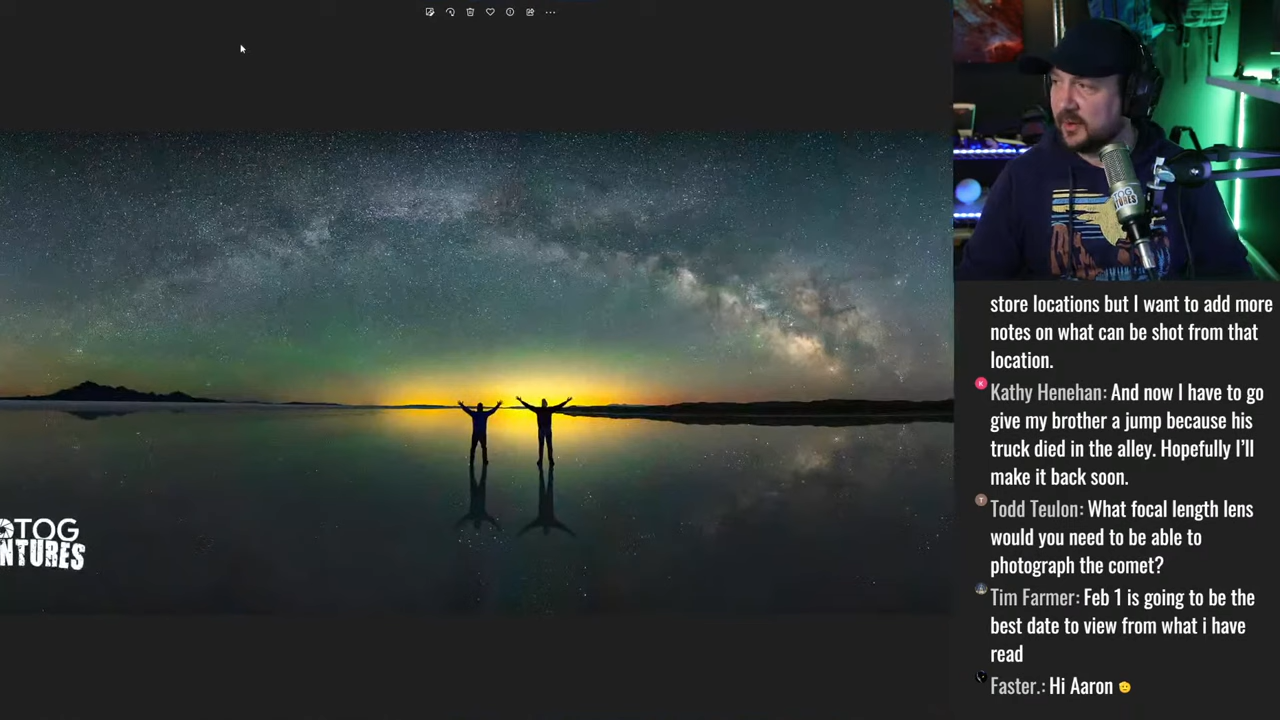 OTOG
NTURES
TOG
URES
store locations but I want to add more
notes on what can be shot from that
location.
Kathy Henehan: And now I have to go
give my brother a jump because his
truck died in the alley. Hopefully I'll
make it back soon.
Todd Teulon: What focal length lens
would you need to be able to
photograph the comet?
Tim Farmer: Feb 1 is going to be the
best date to view from what i have
read
Faster.: Hi Aaron